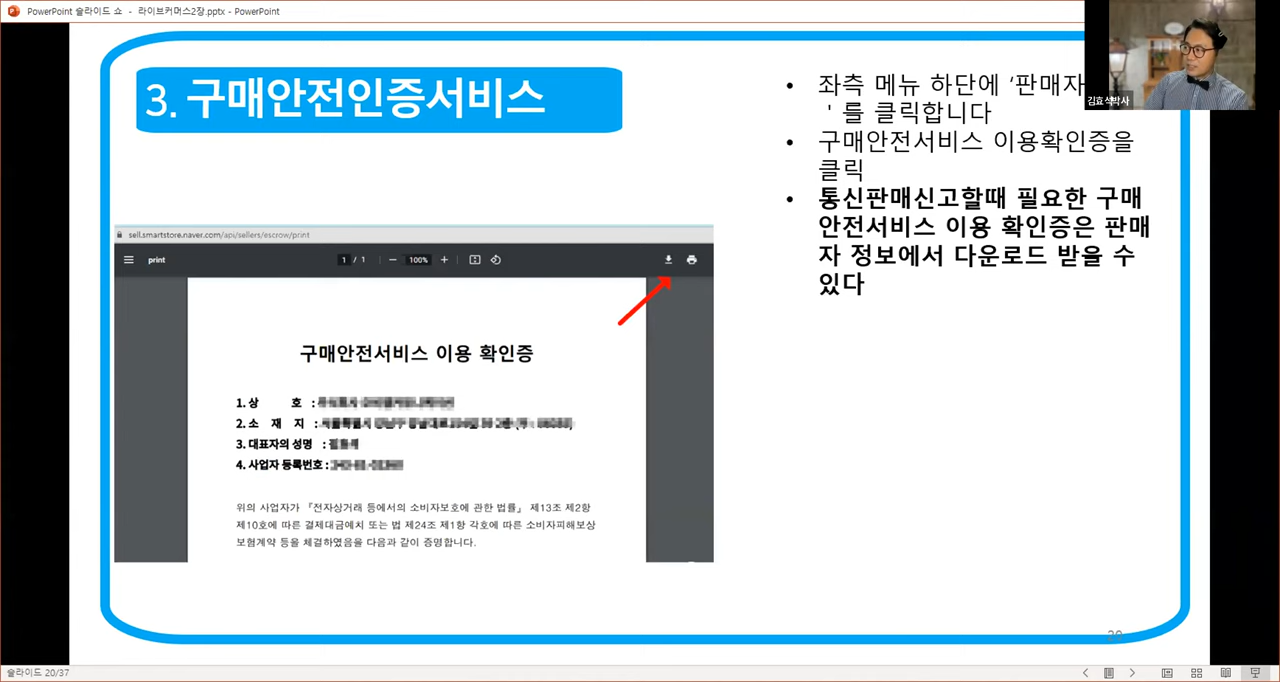 PowerPoint 슬라이드 쇼 - 라이브커머스2장.pptx - PowerPoint
김효석박사
3. 구매안전인증서비스
• 좌측 메뉴 하단에 ‘판매자
' 를 클릭합니다
• 구매안전서비스 이용확인증을
클릭
• 통신판매신고할때 필요한 구매
안전서비스 이용 확인증은 판매
자 정보에서 다운로드 받을 수
있다
sell.smartstore.naver.com/api/sellers/escrow/print
print
1 / 1
100%
구매안전서비스 이용 확인증
1. 상 호 :
2. 소 재 지 :
3. 대표자의 성명 :
4. 사업자 등록번호 :
위의 사업자가 『전자상거래 등에서의 소비자보호에 관한 법률』 제13조 제2항
제10호에 따른 결제대금예치 또는 법 제24조 제1항 각호에 따른 소비자피해보상
보험계약 등을 체결하였음을 다음과 같이 증명합니다.
슬라이드 20/37